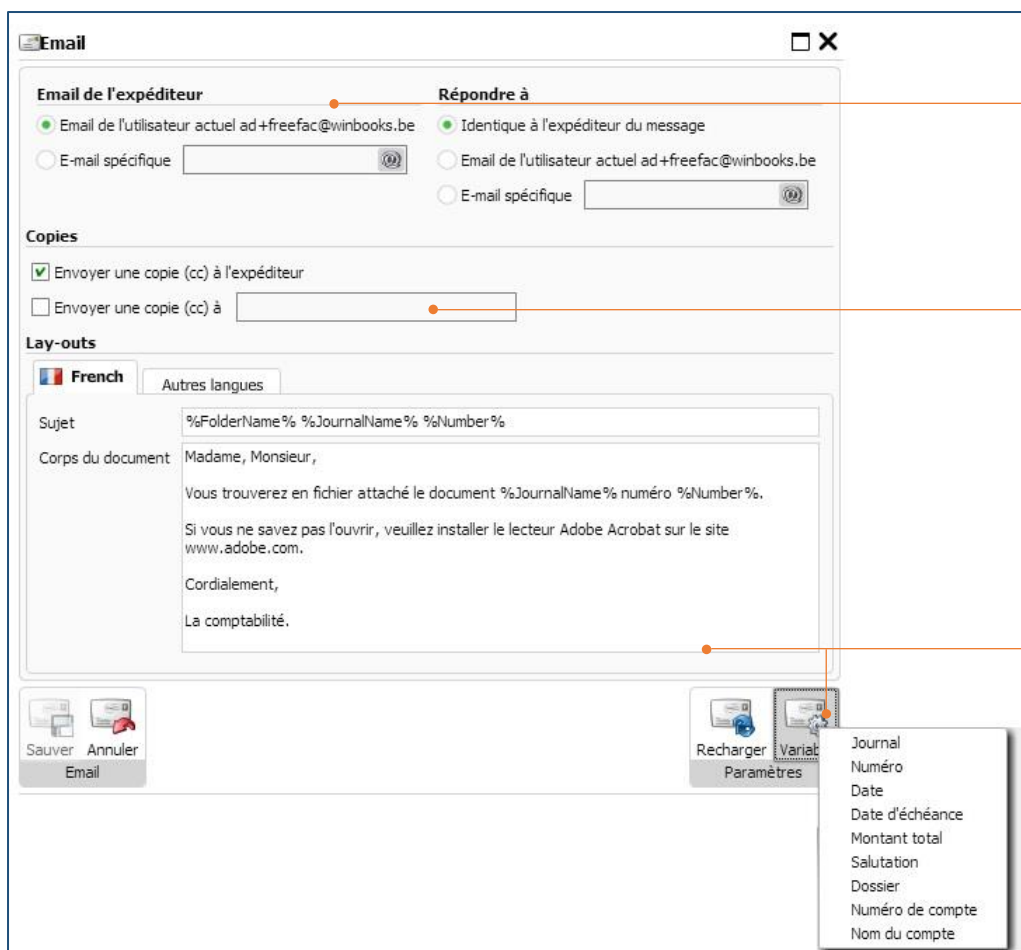 Email
Email de l'expéditeur
Répondre à
Email de l'utilisateur actuel ad+freefac@winbooks.be
Identique à l'expéditeur du message
E-mail spécifique
Email de l'utilisateur actuel ad+freefac@winbooks.be
E-mail spécifique
Copies
Envoyer une copie (cc) à l'expéditeur
Envoyer une copie (cc) à
Lay-outs
French
Autres langues
Sujet
%FolderName% %JournalName% %Number%
Corps du document
Madame, Monsieur,
Vous trouverez en fichier attaché le document %JournalName% numéro %Number%.
Si vous ne savez pas l'ouvrir, veuillez installer le lecteur Adobe Acrobat sur le site
www.adobe.com.
Cordialement,
La comptabilité.
Sauver
Annuler
Email
Recharger
Variab
Paramètres
Journal
Numéro
Date
Date d'échéance
Montant total
Salutation
Dossier
Numéro de compte
Nom du compte